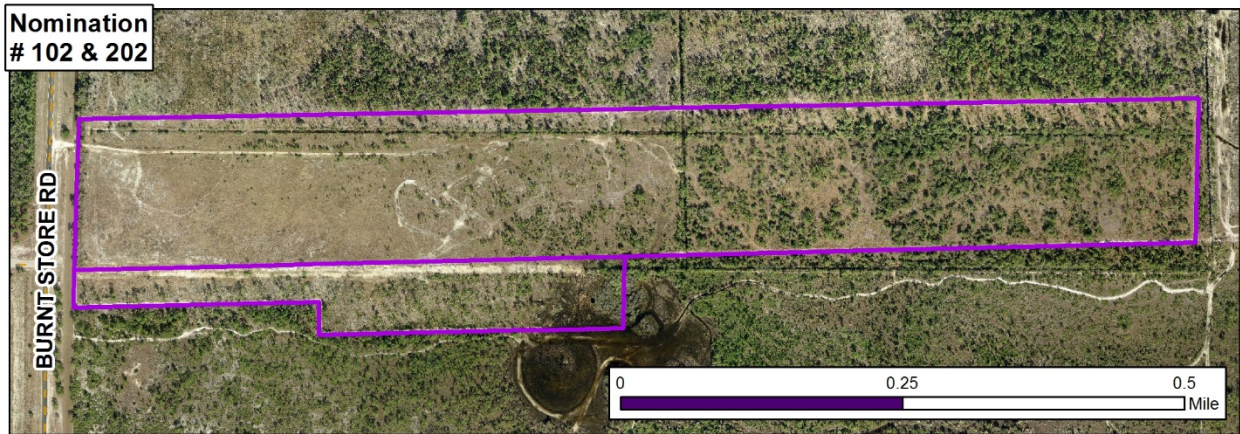 Nomination
# 102 & 202
BURNT STORE RD
0 0.25 0.5
Mile